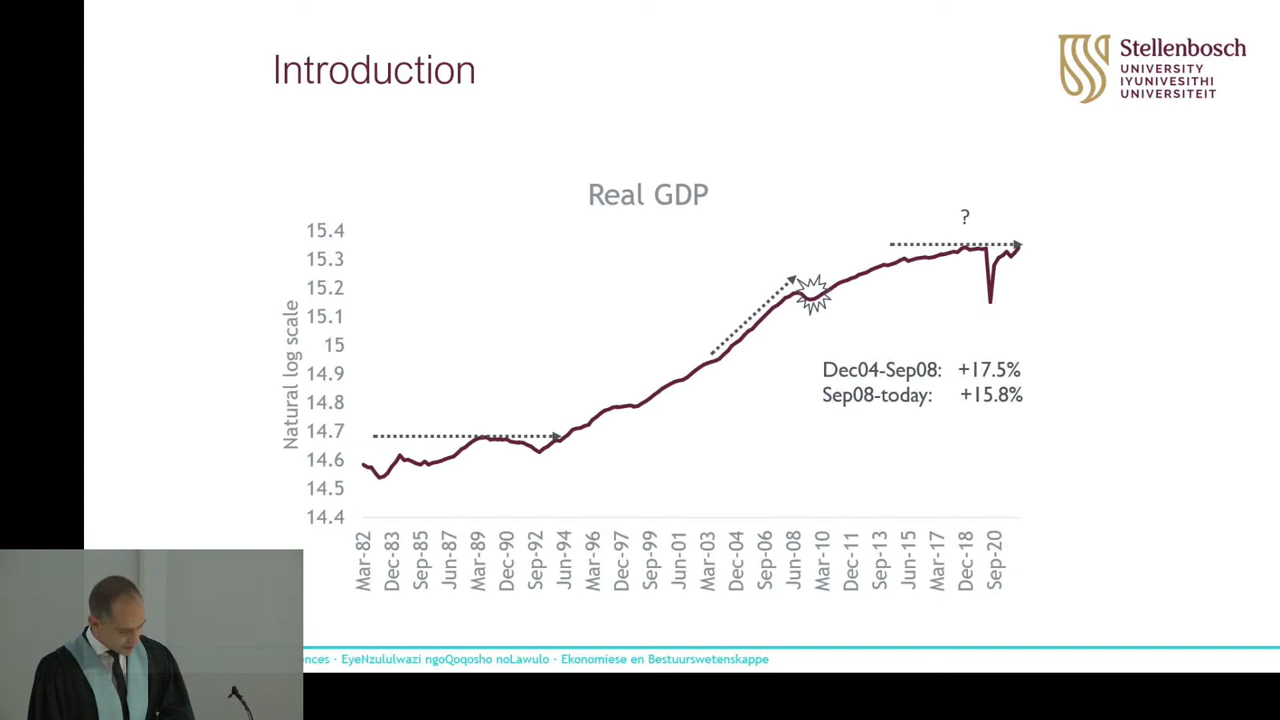 Introduction
Stellenbosch
UNIVERSITY
IYUNIVESITHI
UNIVERSITEIT
Real GDP
?
Natural log scale
15.4
15.3
15.2
15.1
15
14.9
14.8
14.7
14.6
14.5
14.4
Dec04-Sep08: +17.5%
Sep08-today: +15.8%
Mar-82
Dec-83
Sep-85
Jun-87
Mar-89
Dec-90
Sep-92
Jun-94
Mar-96
Dec-97
Sep-99
Jun-01
Mar-03
Dec-04
Sep-06
Jun-08
Mar-10
Dec-11
Sep-13
Jun-15
Mar-17
Dec-18
Sep-20
ences · EyeNzululwazi ngoQoqosho noLawulo · Ekonomiese en Bestuurswetenskappe